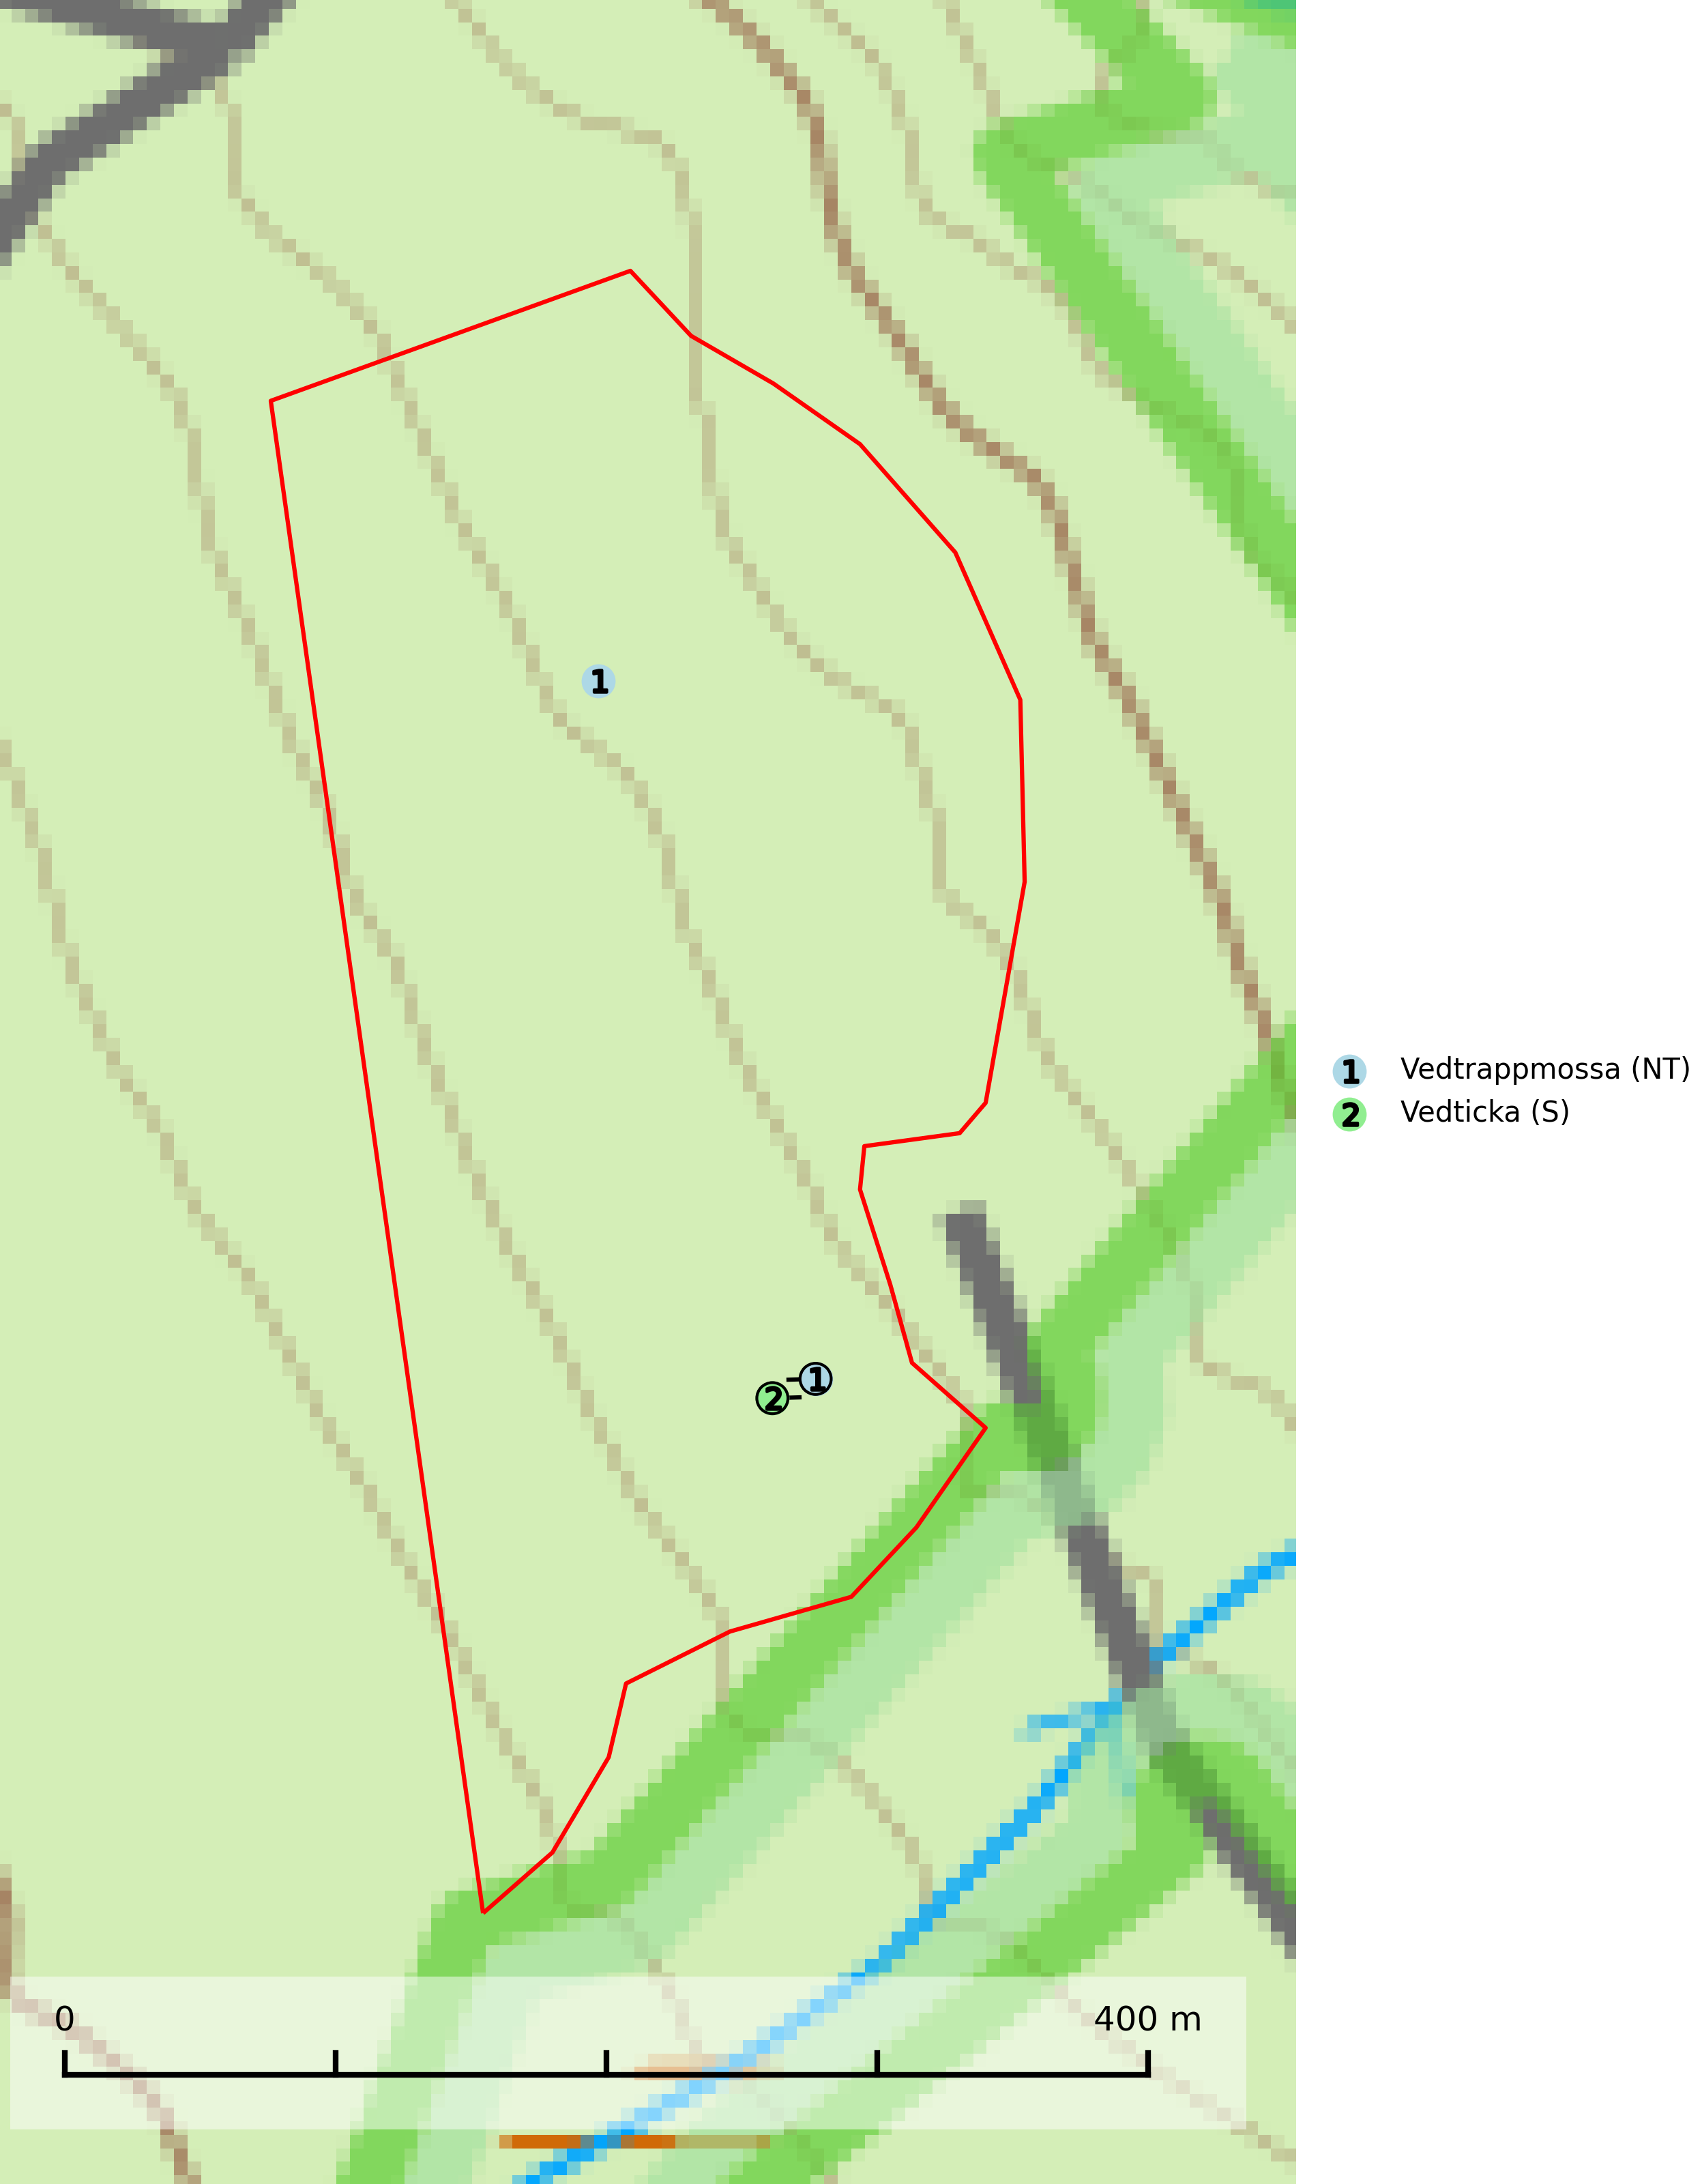 1
1
2
1 Vedtrappmossa (NT)
2 Vedticka (S)
0 400 m